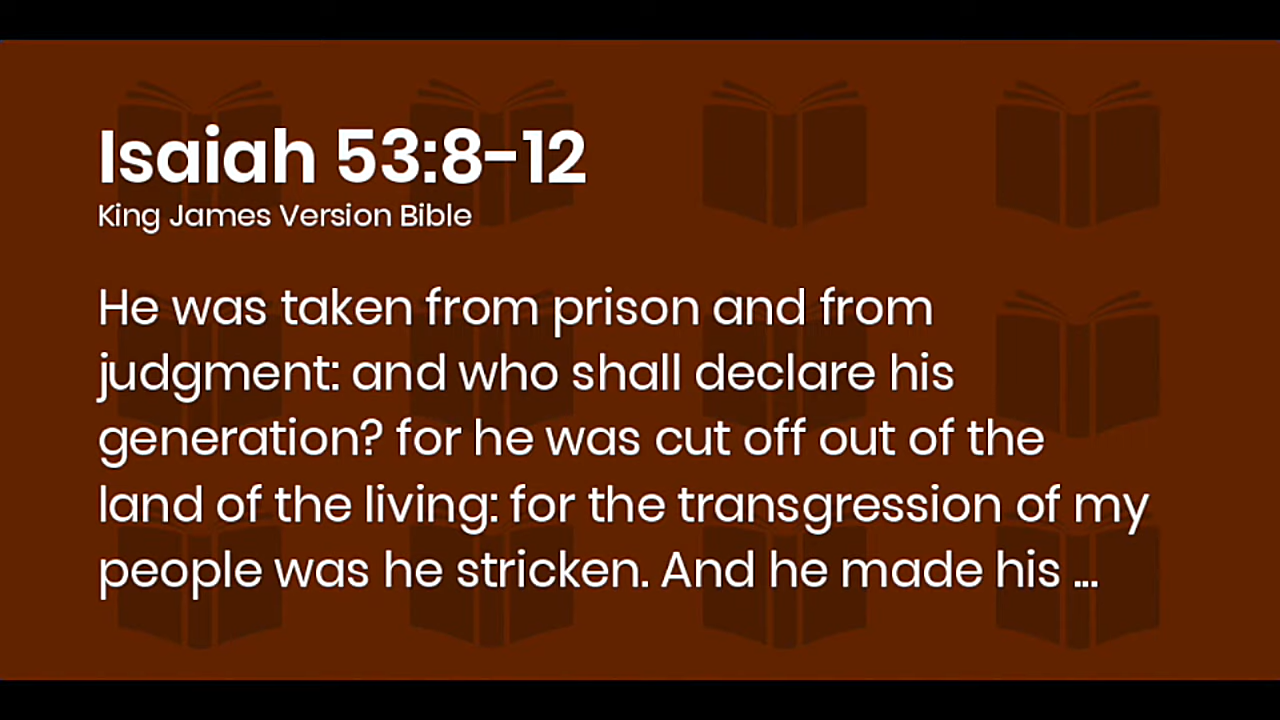 Isaiah 53:8-12
King James Version Bible
He was taken from prison and from
judgment: and who shall declare his
generation? for he was cut off out of the
land of the living: for the transgression of my
people was he stricken. And he made his ...